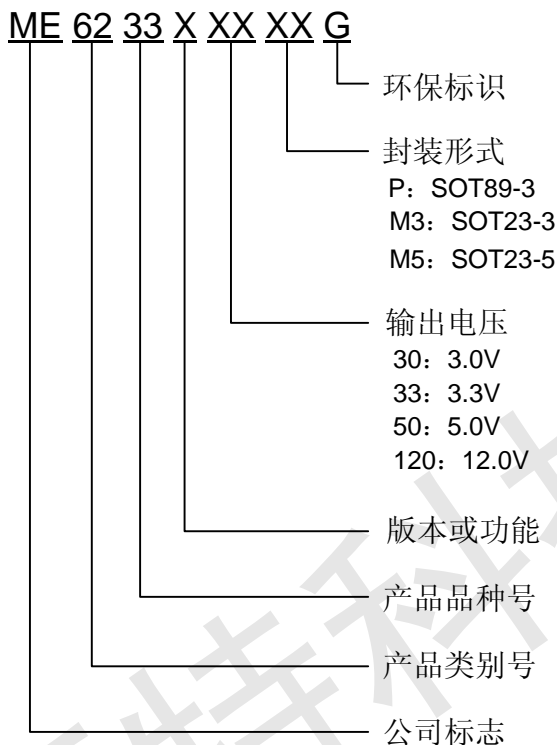 ME 62 33 X XX XX G
环保标识
封装形式
P：SOT89-3
M3：SOT23-3
M5：SOT23-5
输出电压
30：3.0V
33：3.3V
50：5.0V
120：12.0V
版本或功能
产品品种号
产品类别号
公司标志
特科